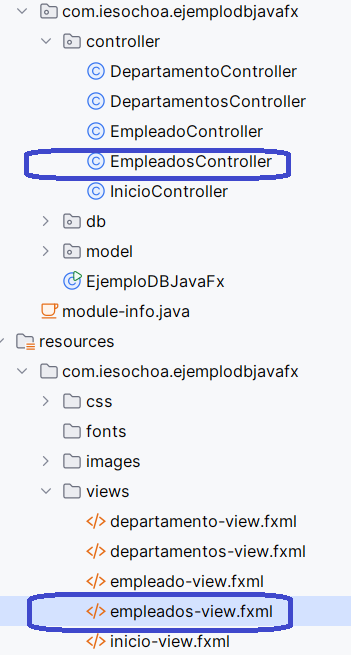 com.iesochoa.ejemplodbjavafx
controller
DepartamentoController
DepartamentosController
EmpleadoController
EmpleadosController
InicioController
db
model
EjemploDBJavaFx
module-info.java
resources
com.iesochoa.ejemplodbjavafx
css
fonts
images
views
departamento-view.fxml
departamentos-view.fxml
empleado-view.fxml
empleados-view.fxml
inicio-view.fxml